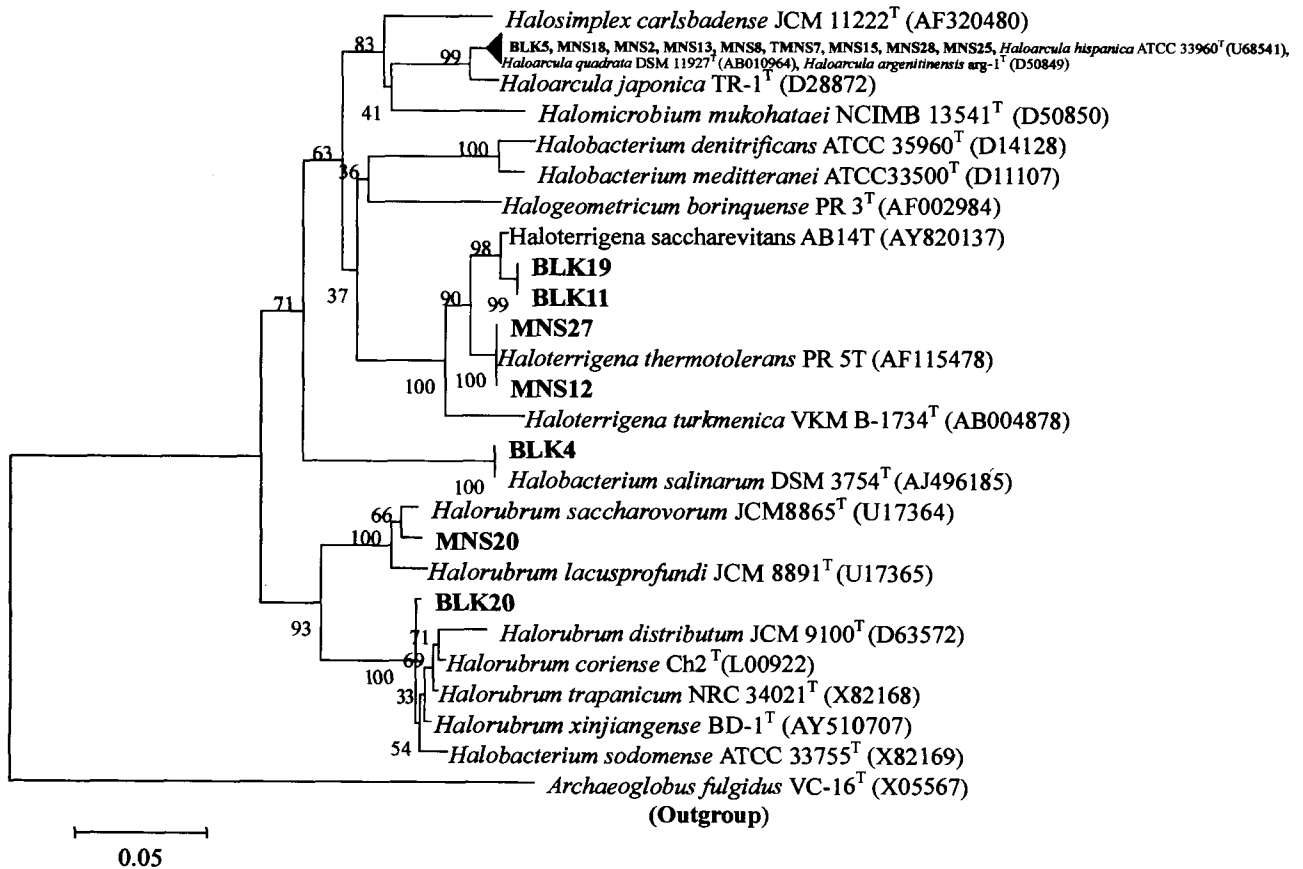 Halosimplex carlsbadense JCM 11222T (AF320480)
83
BLK5, MNS18, MNS2, MNS13, MNS8, TMNS7, MNS15, MNS28, MNS25, Haloarcula hispanica ATCC 33960T (U68541),
99
Haloarcula quadrata DSM 11927T (AB010964), Haloarcula argenitinensis arg-1T (D50849)
Haloarcula japonica TR-1T (D28872)
41
Halomicrobium mukohataei NCIMB 13541T (D50850)
Halobacterium denitrificans ATCC 35960T (D14128)
63
100
36
Halobacterium meditteranei ATCC33500T (D11107)
Halogeometricum borinquense PR 3T (AF002984)
Haloterrigena saccharevitans AB14T (AY820137)
98
BLK19
37
90
99
BLK11
71
MNS27
Haloterrigena thermotolerans PR 5T (AF115478)
100
100
MNS12
Haloterrigena turkmenica VKM B-1734T (AB004878)
BLK4
100
Halobacterium salinarum DSM 3754T (AJ496185)
Halorubrum saccharovorum JCM8865T (U17364)
66
100
MNS20
Halorubrum lacusprofundi JCM 8891T (U17365)
BLK20
93
71
Halorubrum distributum JCM 9100T (D63572)
69
Halorubrum coriense Ch2 T (L00922)
100
33
Halorubrum trapanicum NRC 34021T (X82168)
Halorubrum xinjiangense BD-1T (AY510707)
54
Halobacterium sodomense ATCC 33755T (X82169)
Archaeoglobus fulgidus VC-16T (X05567)
(Outgroup)
0.05